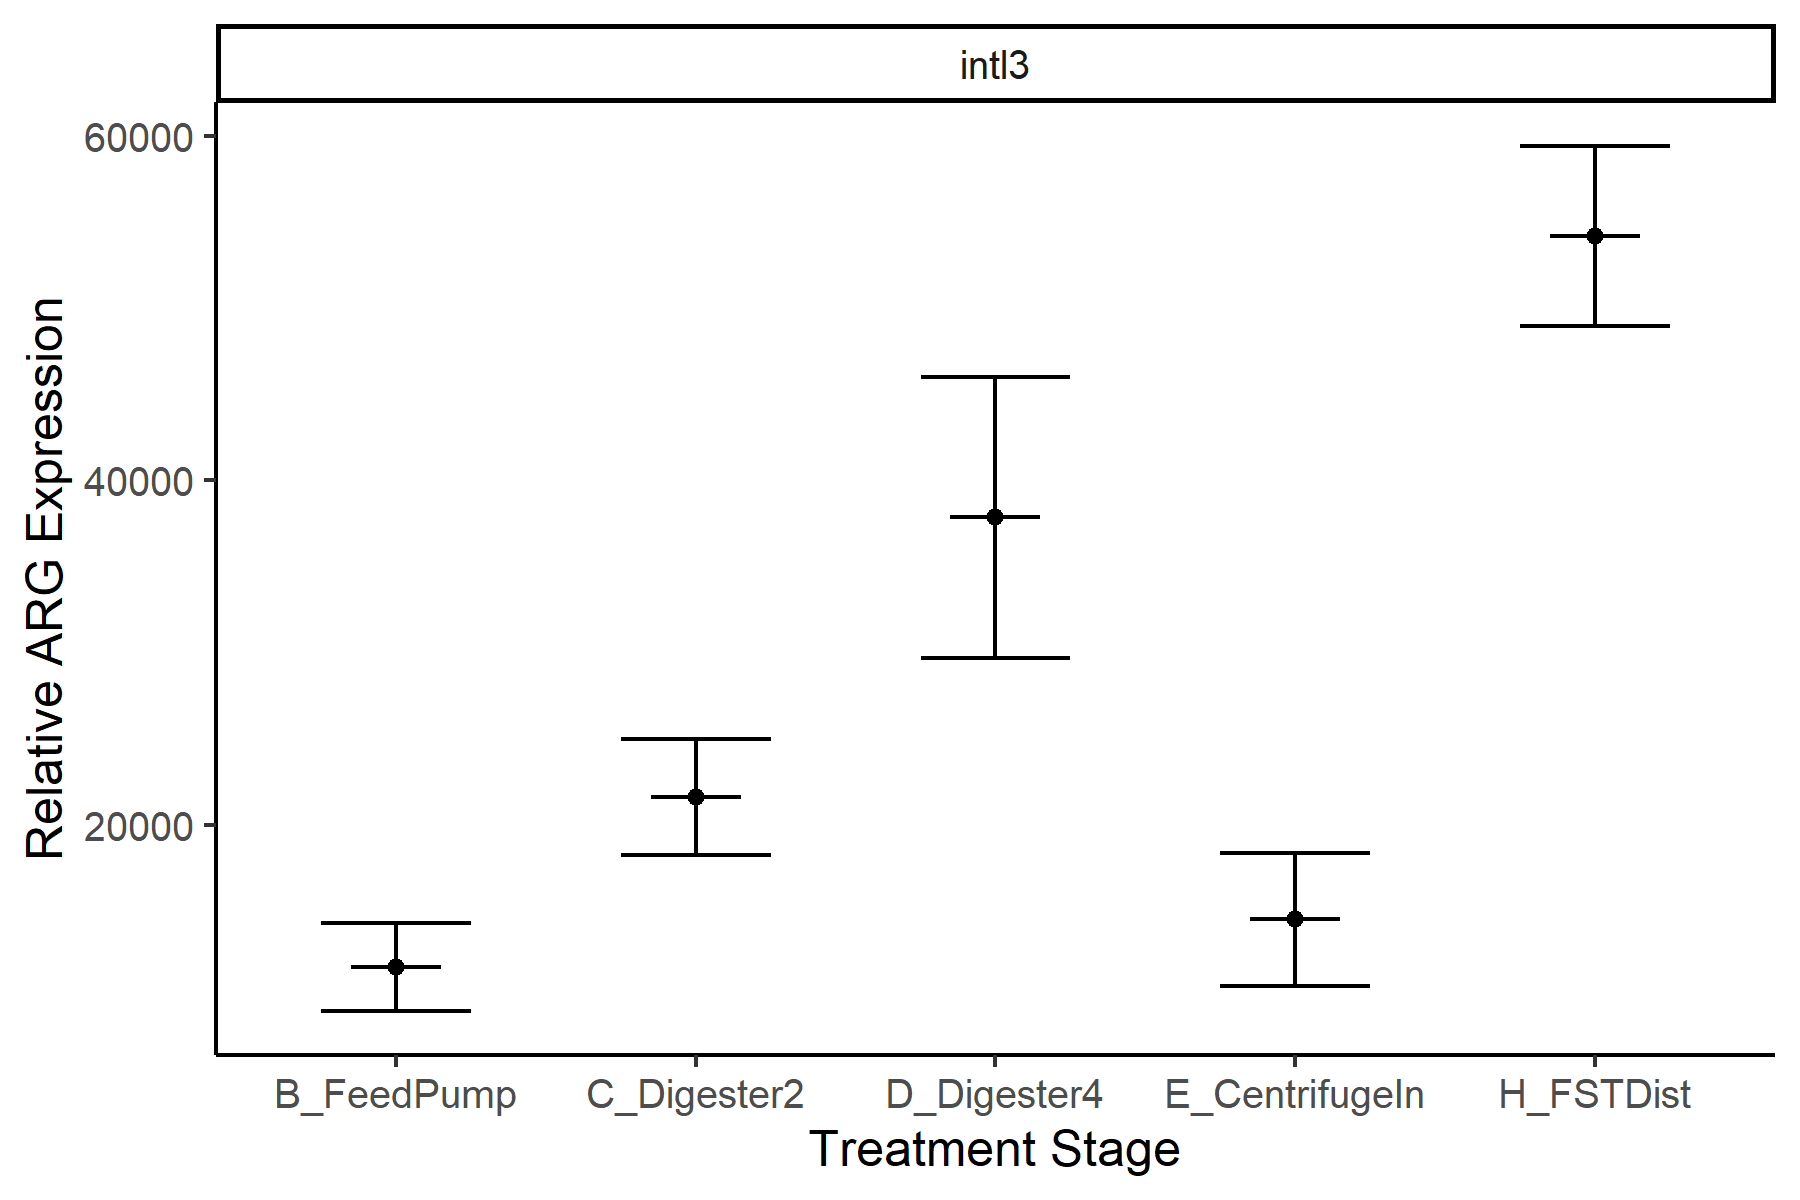 intl3
60000
40000
20000
Relative ARG Expression
B_FeedPump
C_Digester2
D_Digester4
E_CentrifugeIn
H_FSTDist
Treatment Stage